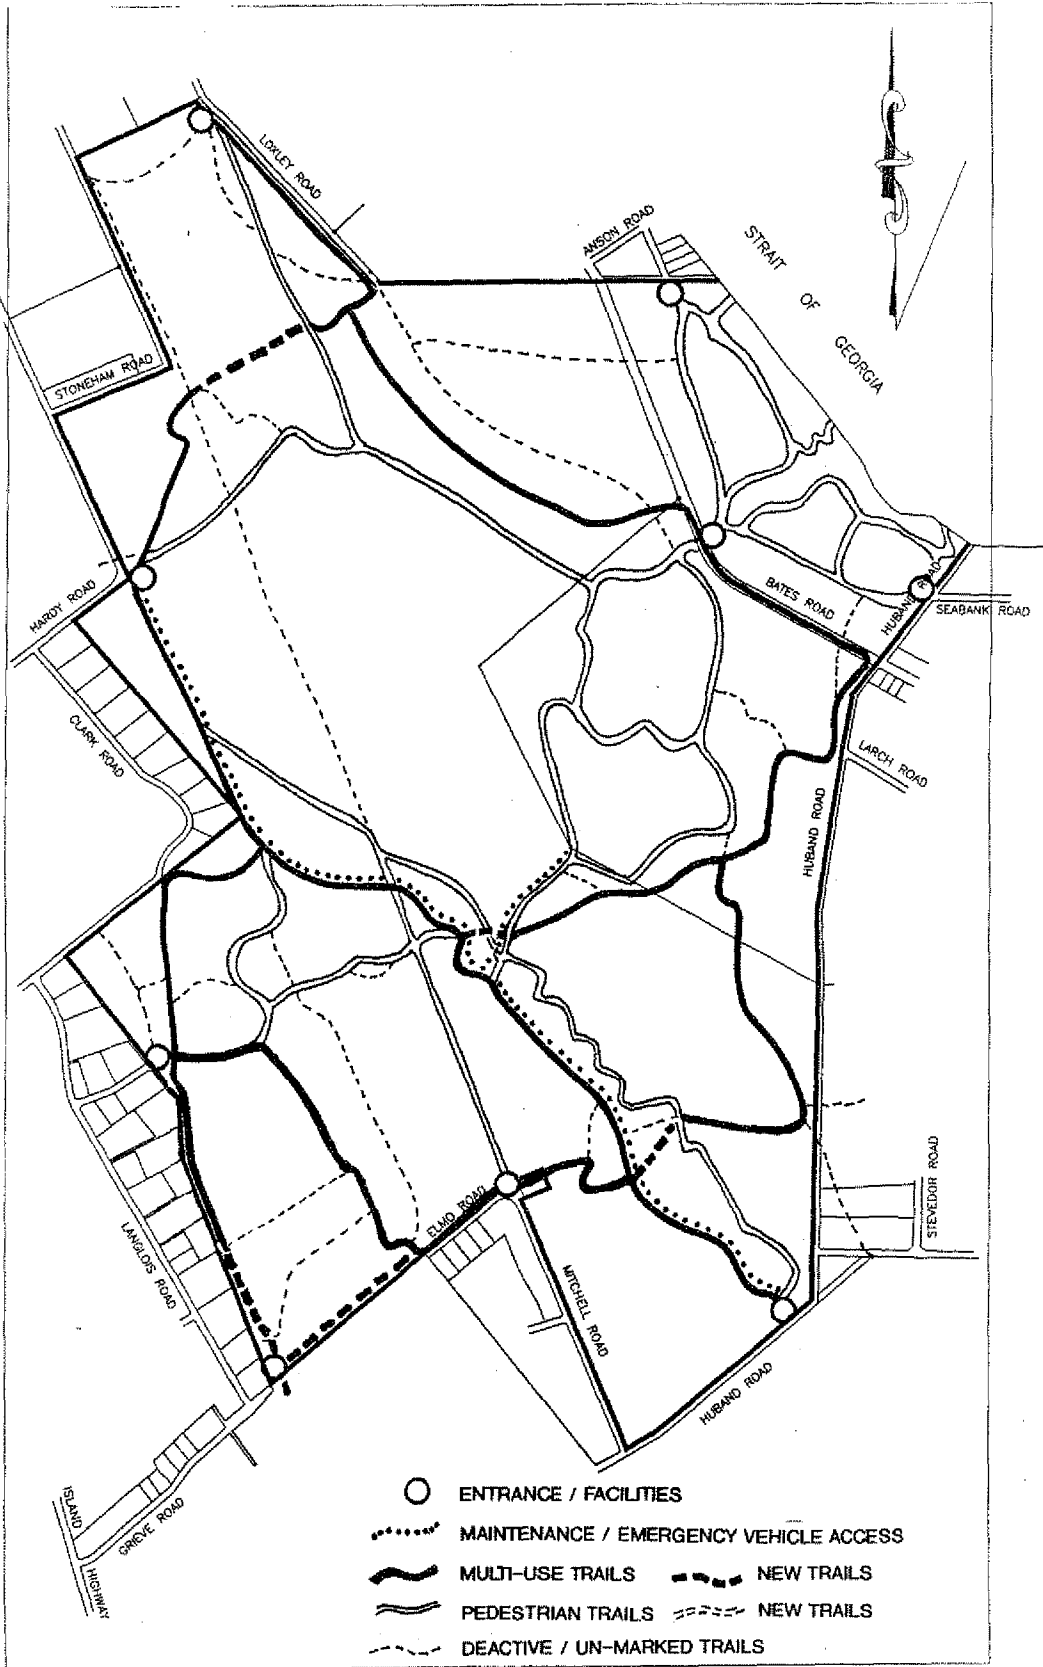 LOXLEY ROAD
ANSON ROAD
STRAIT
OF
GEORGIA
STONEHAM ROAD
HARDY ROAD
BATES ROAD
HUBAND ROAD
SEABANK ROAD
CLARK ROAD
LARCH ROAD
HUBAND ROAD
ELMO ROAD
STEVEDOR ROAD
LANGLOIS ROAD
MITCHELL ROAD
HUBAND ROAD
ISLAND
HIGHWAY
GRIEVE ROAD
ENTRANCE / FACILITIES
MAINTENANCE / EMERGENCY VEHICLE ACCESS
MULTI-USE TRAILS NEW TRAILS
PEDESTRIAN TRAILS NEW TRAILS
DEACTIVE / UN-MARKED TRAILS